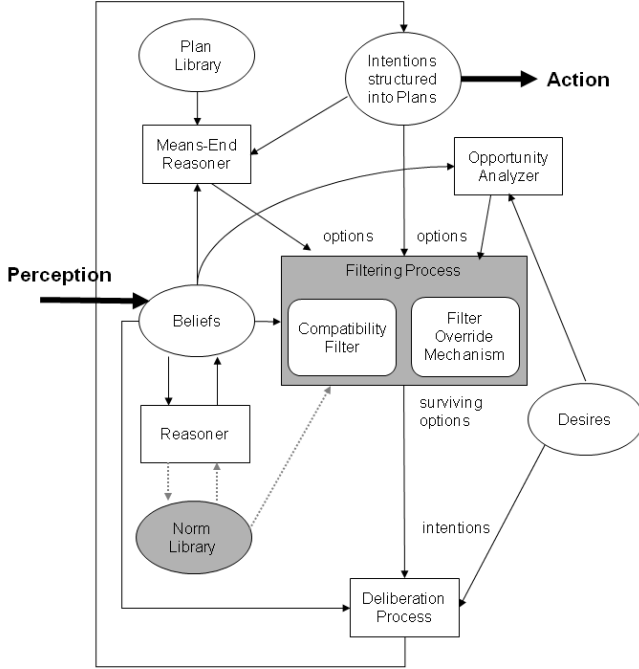 Plan
Library
Intentions
structured
into Plans
Action
Means-End
Reasoner
Opportunity
Analyzer
options
options
Perception
Filtering Process
Beliefs
Compatibility
Filter
Filter
Override
Mechanism
surviving
options
Reasoner
Desires
Norm
Library
intentions
Deliberation
Process